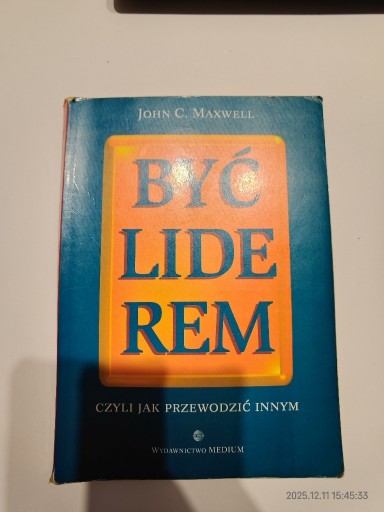 JOHN C. MAXWELL
BYĆ
LIDE
REM
CZYLI JAK PRZEWODZIĆ INNYM
WYDAWNICTWO MEDIUM
2025.12.11 15:45:33